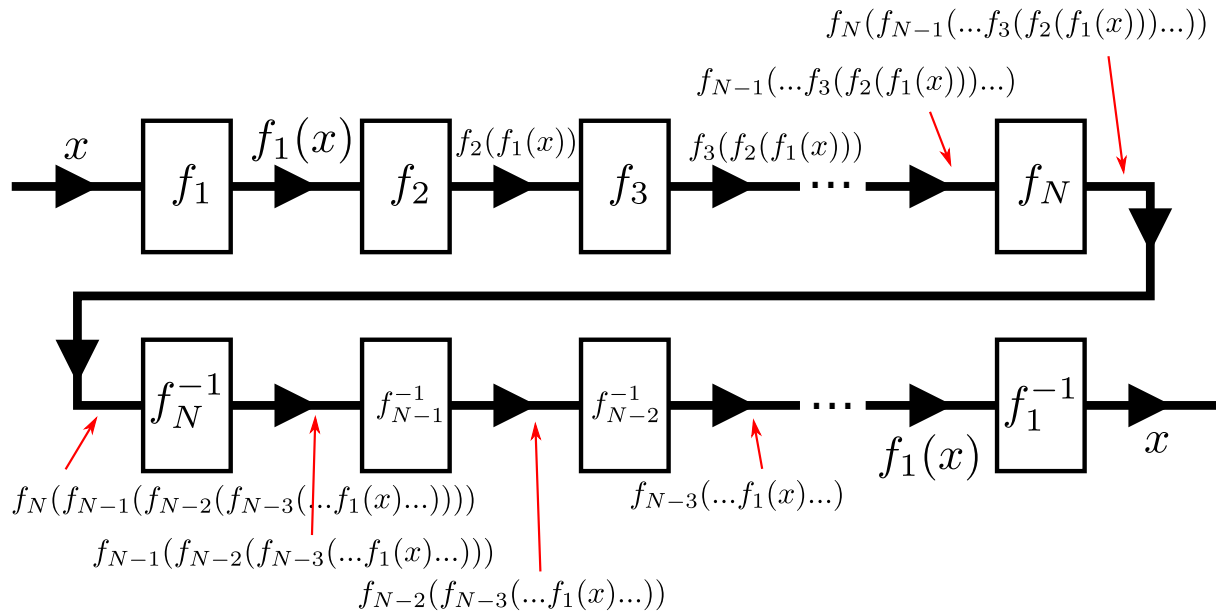 f_N(f_{N-1}(...f_3(f_2(f_1(x)))...))
f_{N-1}(...f_3(f_2(f_1(x)))...)
x f_1(x) f_2(f_1(x)) f_3(f_2(f_1(x)))
f_1 f_2 f_3 ... f_N
f_N^{-1} f_{N-1}^{-1} f_{N-2}^{-1} ... f_1^{-1}
f_1(x) x
f_N(f_{N-1}(f_{N-2}(f_{N-3}(...f_1(x)...)))) f_{N-3}(...f_1(x)...)
f_{N-1}(f_{N-2}(f_{N-3}(...f_1(x)...)))
f_{N-2}(f_{N-3}(...f_1(x)...))